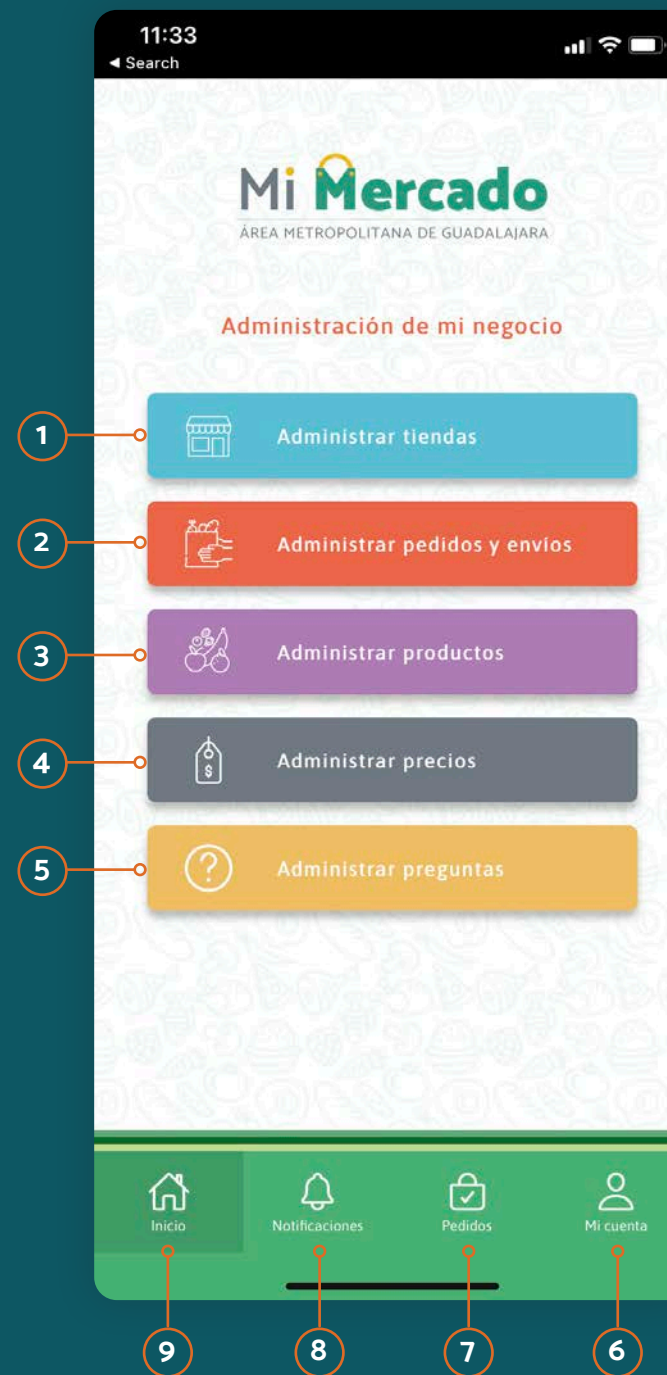 11:33
◄ Search
Mi Mercado
ÁREA METROPOLITANA DE GUADALAJARA
Administración de mi negocio
1
Administrar tiendas
2
Administrar pedidos y envíos
3
Administrar productos
4
$
Administrar precios
5
?
Administrar preguntas
Inicio Notificaciones Pedidos Mi cuenta
9 8 7 6